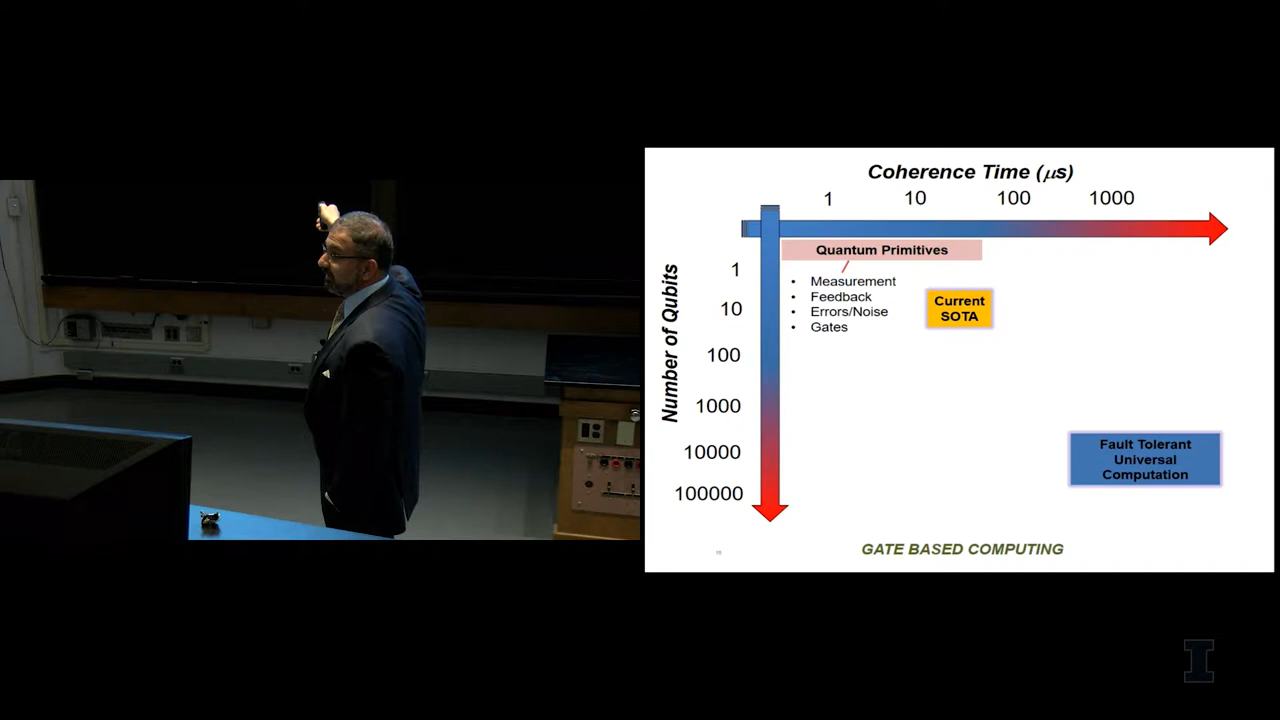 Coherence Time (μs)
1 10 100 1000
Number of Qubits
1
10
100
1000
10000
100000
Quantum Primitives
• Measurement
• Feedback
• Errors/Noise
• Gates
Current
SOTA
Fault Tolerant
Universal
Computation
GATE BASED COMPUTING
I